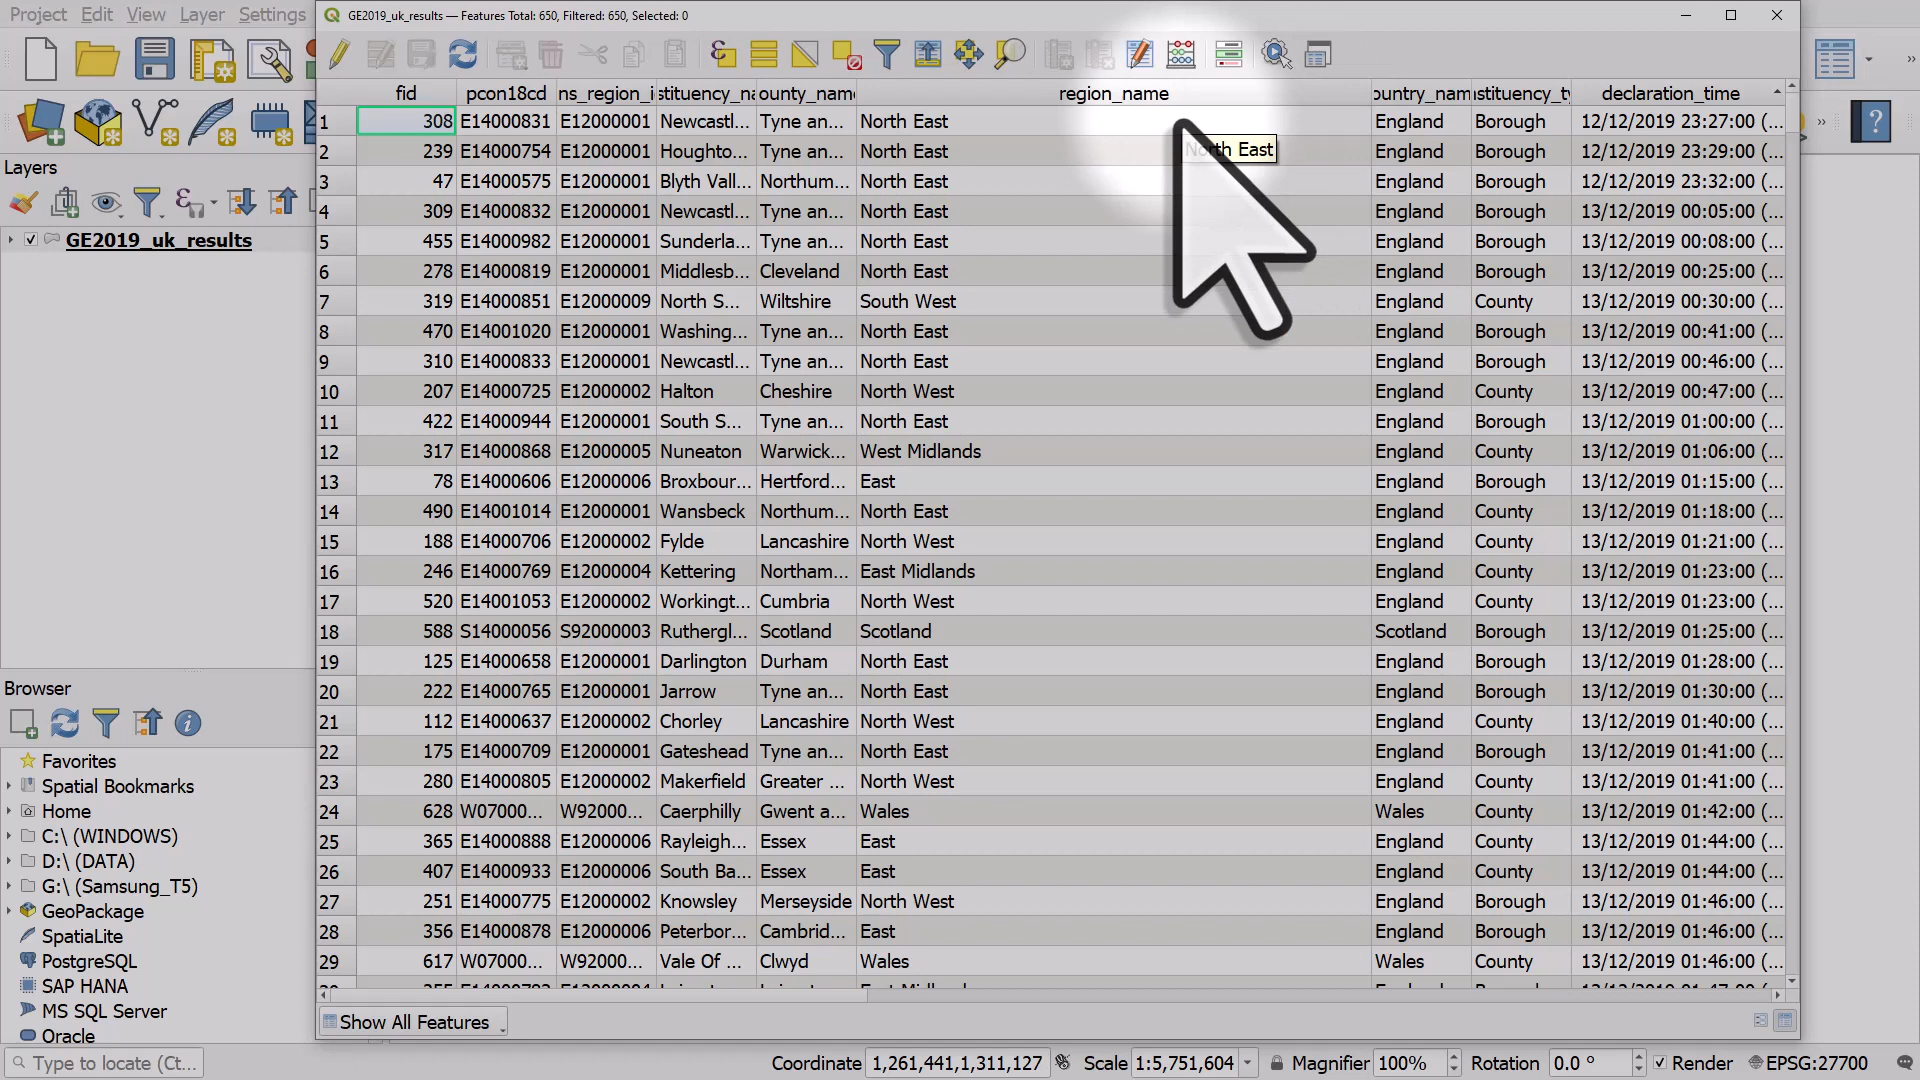 Project Edit View Layer Settings
GE2019_uk_results — Features Total: 650, Filtered: 650, Selected: 0
fid pcon18cd ns_region_i stituency_na ounty_name region_name ountry_nam stituency_ty declaration_time
1 308 E14000831 E12000001 Newcastl... Tyne an... North East England Borough 12/12/2019 23:27:00 (...
North East
2 239 E14000754 E12000001 Houghto... Tyne an... North East England Borough 12/12/2019 23:29:00 (...
3 47 E14000575 E12000001 Blyth Vall... Northum... North East England Borough 12/12/2019 23:32:00 (...
4 309 E14000832 E12000001 Newcastl... Tyne an... North East England Borough 13/12/2019 00:05:00 (...
5 455 E14000982 E12000001 Sunderla... Tyne an... North East England Borough 13/12/2019 00:08:00 (...
6 278 E14000819 E12000001 Middlesb... Cleveland North East England Borough 13/12/2019 00:25:00 (...
7 319 E14000851 E12000009 North S... Wiltshire South West England County 13/12/2019 00:30:00 (...
8 470 E14001020 E12000001 Washing... Tyne an... North East England Borough 13/12/2019 00:41:00 (...
9 310 E14000833 E12000001 Newcastl... Tyne an... North East England Borough 13/12/2019 00:46:00 (...
10 207 E14000725 E12000002 Halton Cheshire North West England County 13/12/2019 00:47:00 (...
11 422 E14000944 E12000001 South S... Tyne an... North East England Borough 13/12/2019 01:00:00 (...
12 317 E14000868 E12000005 Nuneaton Warwick... West Midlands England County 13/12/2019 01:06:00 (...
13 78 E14000606 E12000006 Broxbour... Hertford... East England Borough 13/12/2019 01:15:00 (...
14 490 E14001014 E12000001 Wansbeck Northum... North East England County 13/12/2019 01:18:00 (...
15 188 E14000706 E12000002 Fylde Lancashire North West England County 13/12/2019 01:21:00 (...
16 246 E14000769 E12000004 Kettering Northam... East Midlands England County 13/12/2019 01:23:00 (...
17 520 E14001053 E12000002 Workingt... Cumbria North West England County 13/12/2019 01:23:00 (...
18 588 S14000056 S92000003 Ruthergl... Scotland Scotland Scotland Borough 13/12/2019 01:25:00 (...
19 125 E14000658 E12000001 Darlington Durham North East England Borough 13/12/2019 01:28:00 (...
20 222 E14000765 E12000001 Jarrow Tyne an... North East England Borough 13/12/2019 01:30:00 (...
21 112 E14000637 E12000002 Chorley Lancashire North West England County 13/12/2019 01:40:00 (...
22 175 E14000709 E12000001 Gateshead Tyne an... North East England Borough 13/12/2019 01:41:00 (...
23 280 E14000805 E12000002 Makerfield Greater ... North West England County 13/12/2019 01:41:00 (...
24 628 W07000... W92000... Caerphilly Gwent a... Wales Wales County 13/12/2019 01:42:00 (...
25 365 E14000888 E12000006 Rayleigh... Essex East England County 13/12/2019 01:44:00 (...
26 407 E14000933 E12000006 South Ba... Essex East England County 13/12/2019 01:44:00 (...
27 251 E14000775 E12000002 Knowsley Merseyside North West England Borough 13/12/2019 01:46:00 (...
28 356 E14000878 E12000006 Peterbor... Cambrid... East England Borough 13/12/2019 01:46:00 (...
29 617 W07000... W92000... Vale Of ... Clwyd Wales Wales County 13/12/2019 01:46:00 (...
Show All Features
Layers
GE2019_uk_results
Browser
Favorites
Spatial Bookmarks
Home
C:\ (WINDOWS)
D:\ (DATA)
G:\ (Samsung_T5)
GeoPackage
SpatiaLite
PostgreSQL
SAP HANA
MS SQL Server
Oracle
Type to locate (Ct...
Coordinate 1,261,441,1,311,127 Scale 1:5,751,604 Magnifier 100% Rotation 0.0 ° Render EPSG:27700